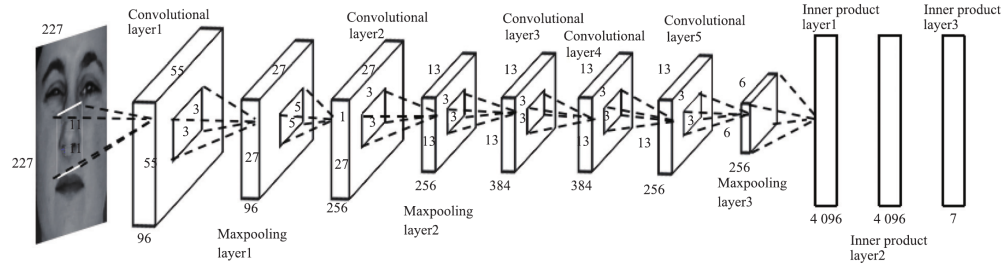 227
227
11
11
Convolutional
layer1
55
55
3
3
96
27
27
5
5
96
Maxpooling
layer1
Convolutional
layer2
27
1
27
3
3
256
13
13
3
3
256
Maxpooling
layer2
Convolutional
layer3
13
13
3
3
384
Convolutional
layer4
13
13
3
3
384
Convolutional
layer5
13
13
3
3
256
6
6
256
Maxpooling
layer3
Inner product
layer1
4 096
4 096
Inner product
layer2
Inner product
layer3
7